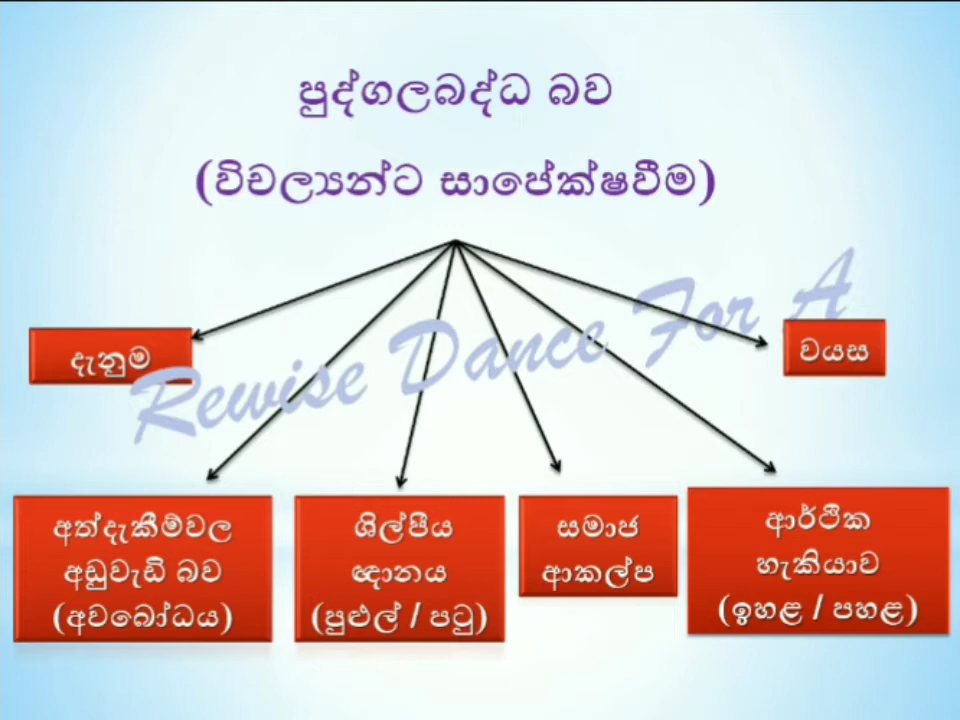 පුද්ගලබද්ධ බව
(විචල්‍යන්ට සාපේක්ෂවීම)
දැනුම
වයස
Rewise Dance For A
අත්දැකීම්වල
අඩුවැඩි බව
(අවබෝධය)
ශිල්පීය
ඥානය
(පුළුල් / පටු)
සමාජ
ආකල්ප
ආර්ථික
හැකියාව
(ඉහළ / පහළ)